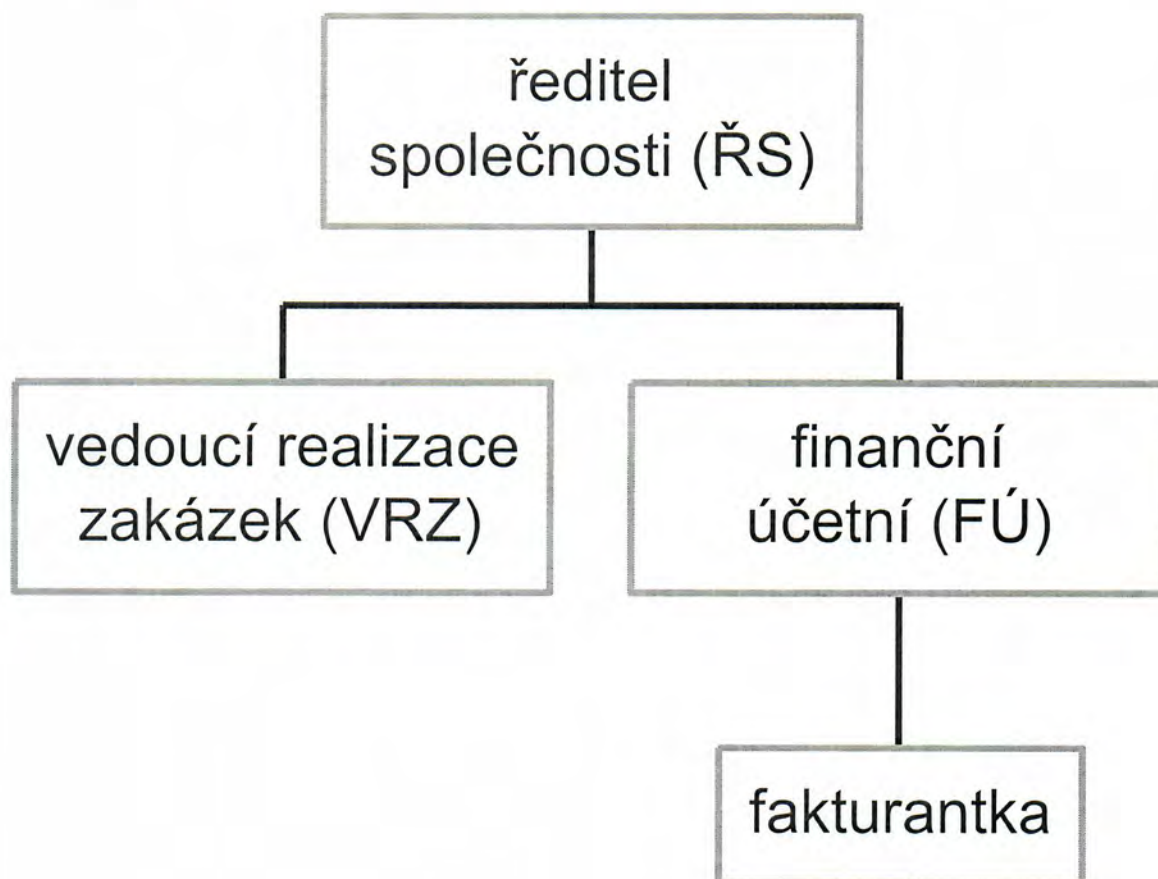 ředitel
společnosti (ŘS)
vedoucí realizace
zakázek (VRZ)
finanční
účetní (FÚ)
fakturantka